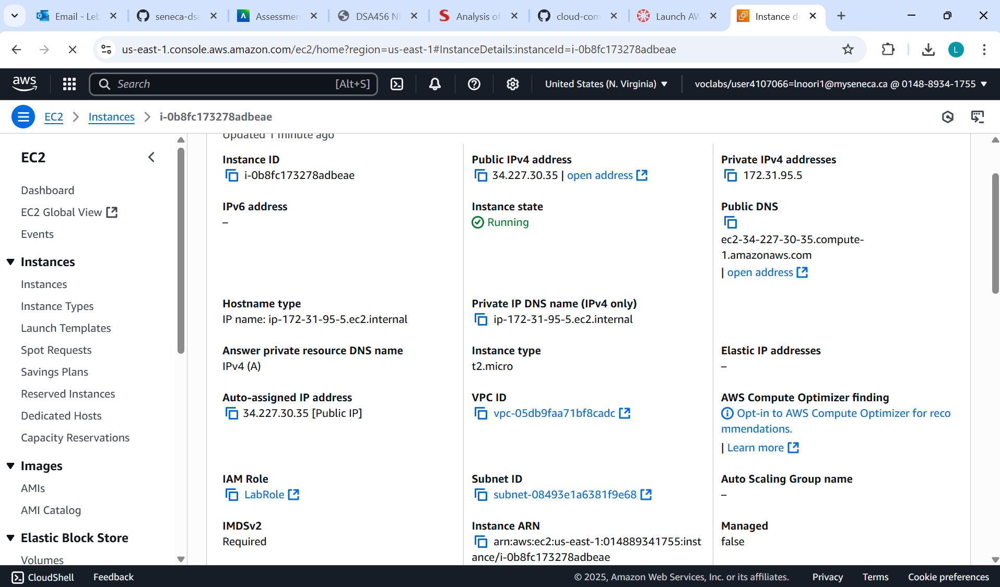 Email - Leb
seneca-dsa
Assessmen
DSA456 N
Analysis of
cloud-com
Launch AW
Instance d
us-east-1.console.aws.amazon.com/ec2/home?region=us-east-1#InstanceDetails:instanceId=i-0b8fc173278adbeae
L
aws
Search
[Alt+S]
United States (N. Virginia)
voclabs/user4107066=lnoori1@myseneca.ca @ 0148-8934-1755
EC2
Instances
i-0b8fc173278adbeae
EC2
Dashboard
EC2 Global View
Events
Instances
Instances
Instance Types
Launch Templates
Spot Requests
Savings Plans
Reserved Instances
Dedicated Hosts
Capacity Reservations
Images
AMIs
AMI Catalog
Elastic Block Store
Volumes
Updated 1 minute ago
Instance ID
i-0b8fc173278adbeae
Public IPv4 address
34.227.30.35 | open address
Private IPv4 addresses
172.31.95.5
IPv6 address
–
Instance state
Running
Public DNS
ec2-34-227-30-35.compute-
1.amazonaws.com
| open address
Hostname type
IP name: ip-172-31-95-5.ec2.internal
Private IP DNS name (IPv4 only)
ip-172-31-95-5.ec2.internal
Answer private resource DNS name
IPv4 (A)
Instance type
t2.micro
Elastic IP addresses
–
Auto-assigned IP address
34.227.30.35 [Public IP]
VPC ID
vpc-05db9faa71bf8cadc
AWS Compute Optimizer finding
Opt-in to AWS Compute Optimizer for reco
mmendations.
| Learn more
IAM Role
LabRole
Subnet ID
subnet-08493e1a6381f9e68
Auto Scaling Group name
–
IMDSv2
Required
Instance ARN
arn:aws:ec2:us-east-1:014889341755:inst
ance/i-0b8fc173278adbeae
Managed
false
CloudShell
Feedback
© 2025, Amazon Web Services, Inc. or its affiliates.
Privacy
Terms
Cookie preferences